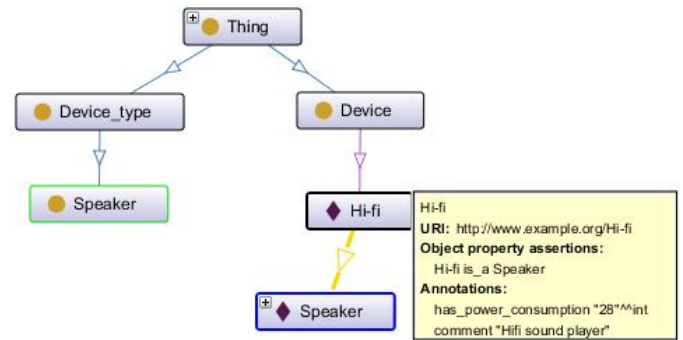 Thing
Device_type
Device
Speaker
Hi-fi
Speaker
Hi-fi
URI: http://www.example.org/Hi-fi
Object property assertions:
Hi-fi is_a Speaker
Annotations:
has_power_consumption "28"^^int
comment "Hifi sound player"